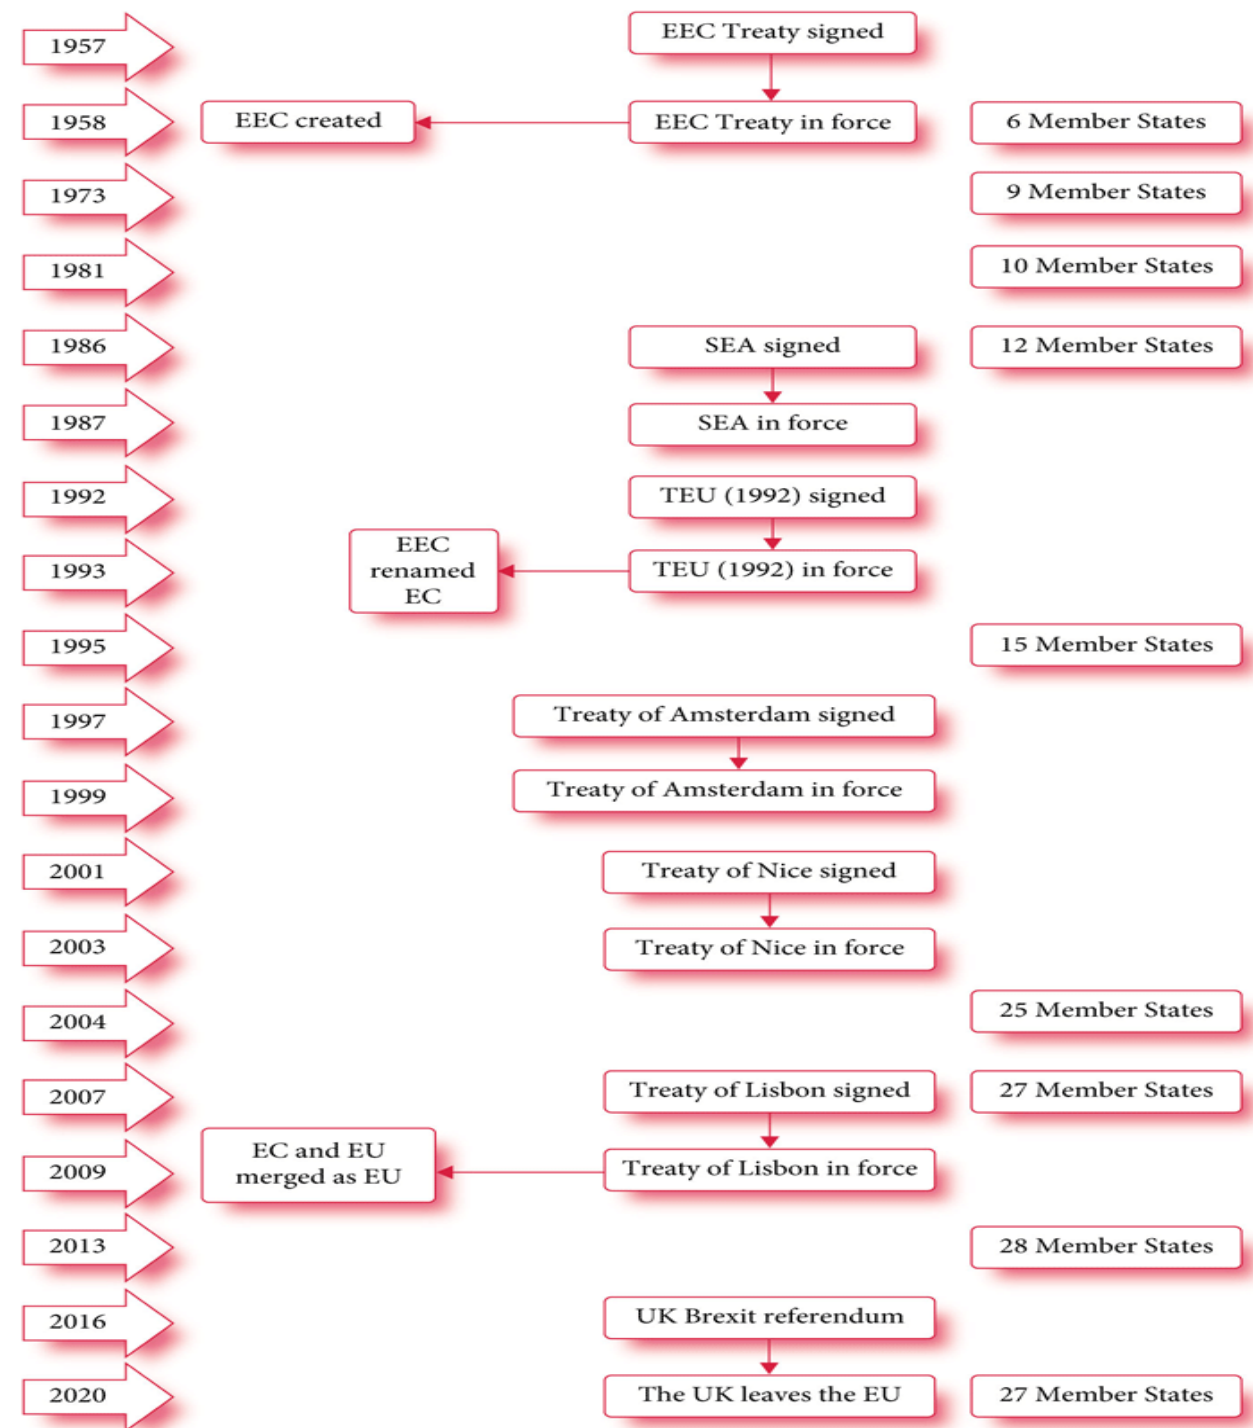 1957
EEC Treaty signed
1958
EEC created
EEC Treaty in force
6 Member States
1973
9 Member States
1981
10 Member States
1986
SEA signed
12 Member States
1987
SEA in force
1992
TEU (1992) signed
1993
EEC
renamed
EC
TEU (1992) in force
1995
15 Member States
1997
Treaty of Amsterdam signed
1999
Treaty of Amsterdam in force
2001
Treaty of Nice signed
2003
Treaty of Nice in force
2004
25 Member States
2007
Treaty of Lisbon signed
27 Member States
2009
EC and EU
merged as EU
Treaty of Lisbon in force
2013
28 Member States
2016
UK Brexit referendum
2020
The UK leaves the EU
27 Member States